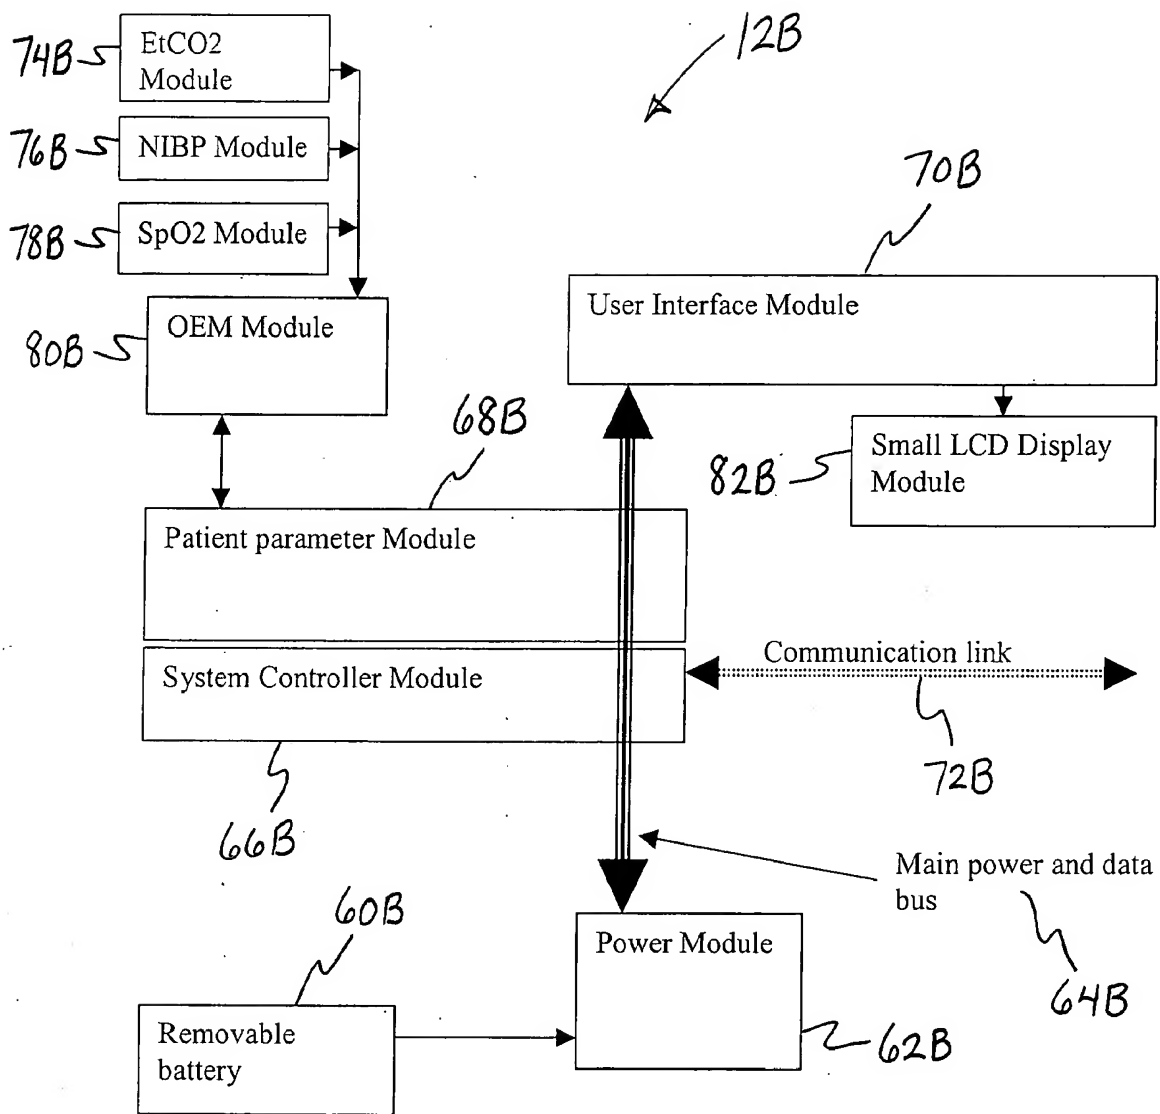 12B
74B
EtCO2
Module
76B
NIBP Module
78B
SpO2 Module
70B
User Interface Module
80B
OEM Module
68B
82B
Small LCD Display
Module
Patient parameter Module
System Controller Module
Communication link
72B
66B
Main power and data
bus
64B
60B
Power Module
62B
Removable
battery